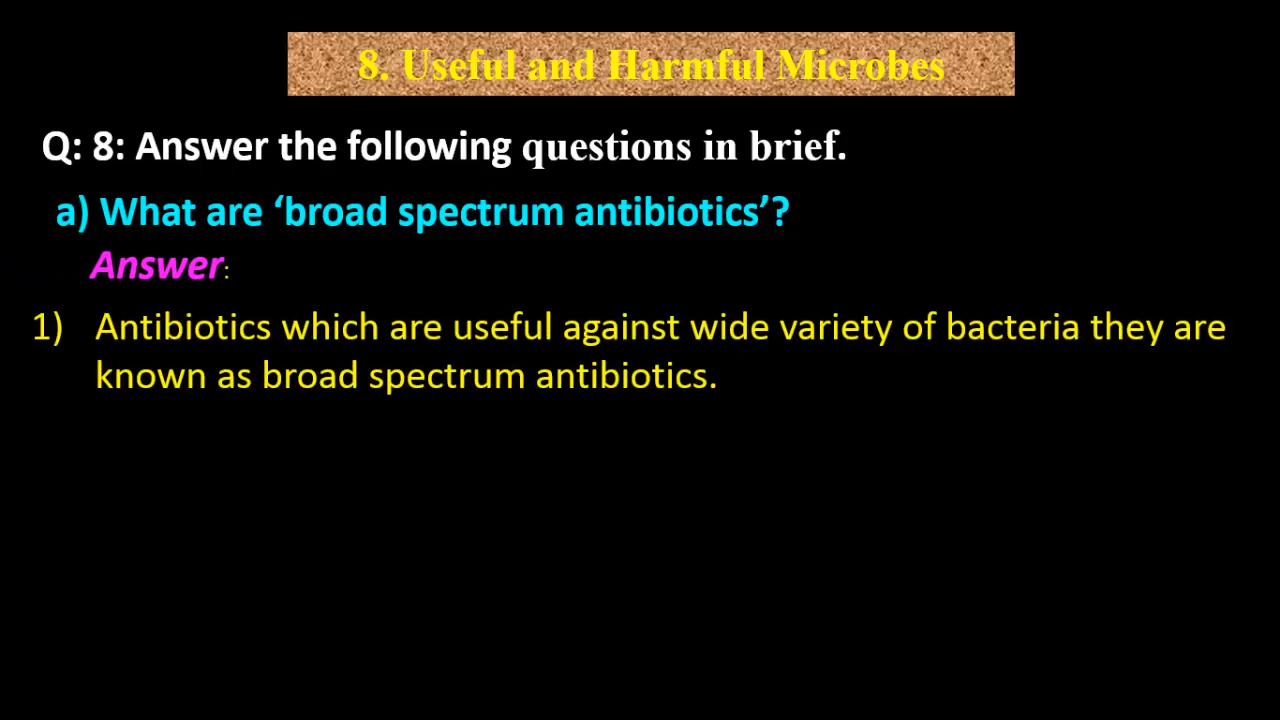 8. Useful and Harmful Microbes
Q: 8: Answer the following questions in brief.
a) What are ‘broad spectrum antibiotics’?
Answer:
1) Antibiotics which are useful against wide variety of bacteria they are
known as broad spectrum antibiotics.